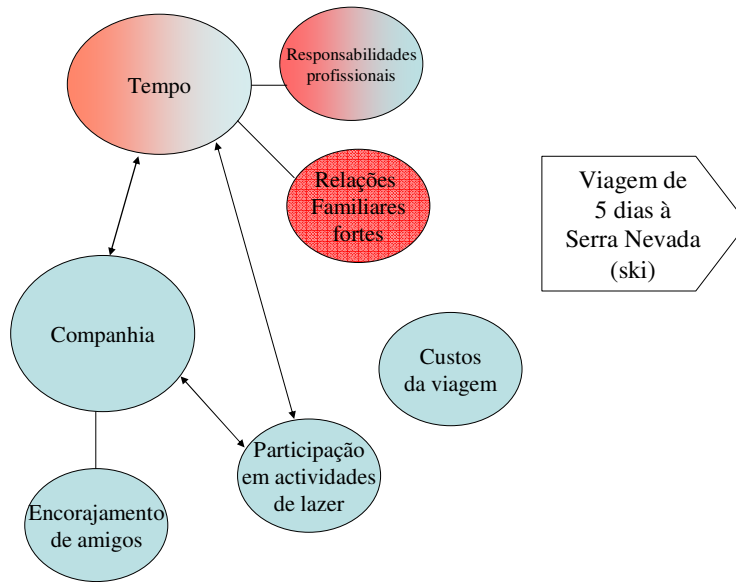 Responsabilidades
profissionais
Tempo
Relações
Familiares
fortes
Viagem de
5 dias à
Serra Nevada
(ski)
Companhia
Custos
da viagem
Participação
em actividades
de lazer
Encorajamento
de amigos